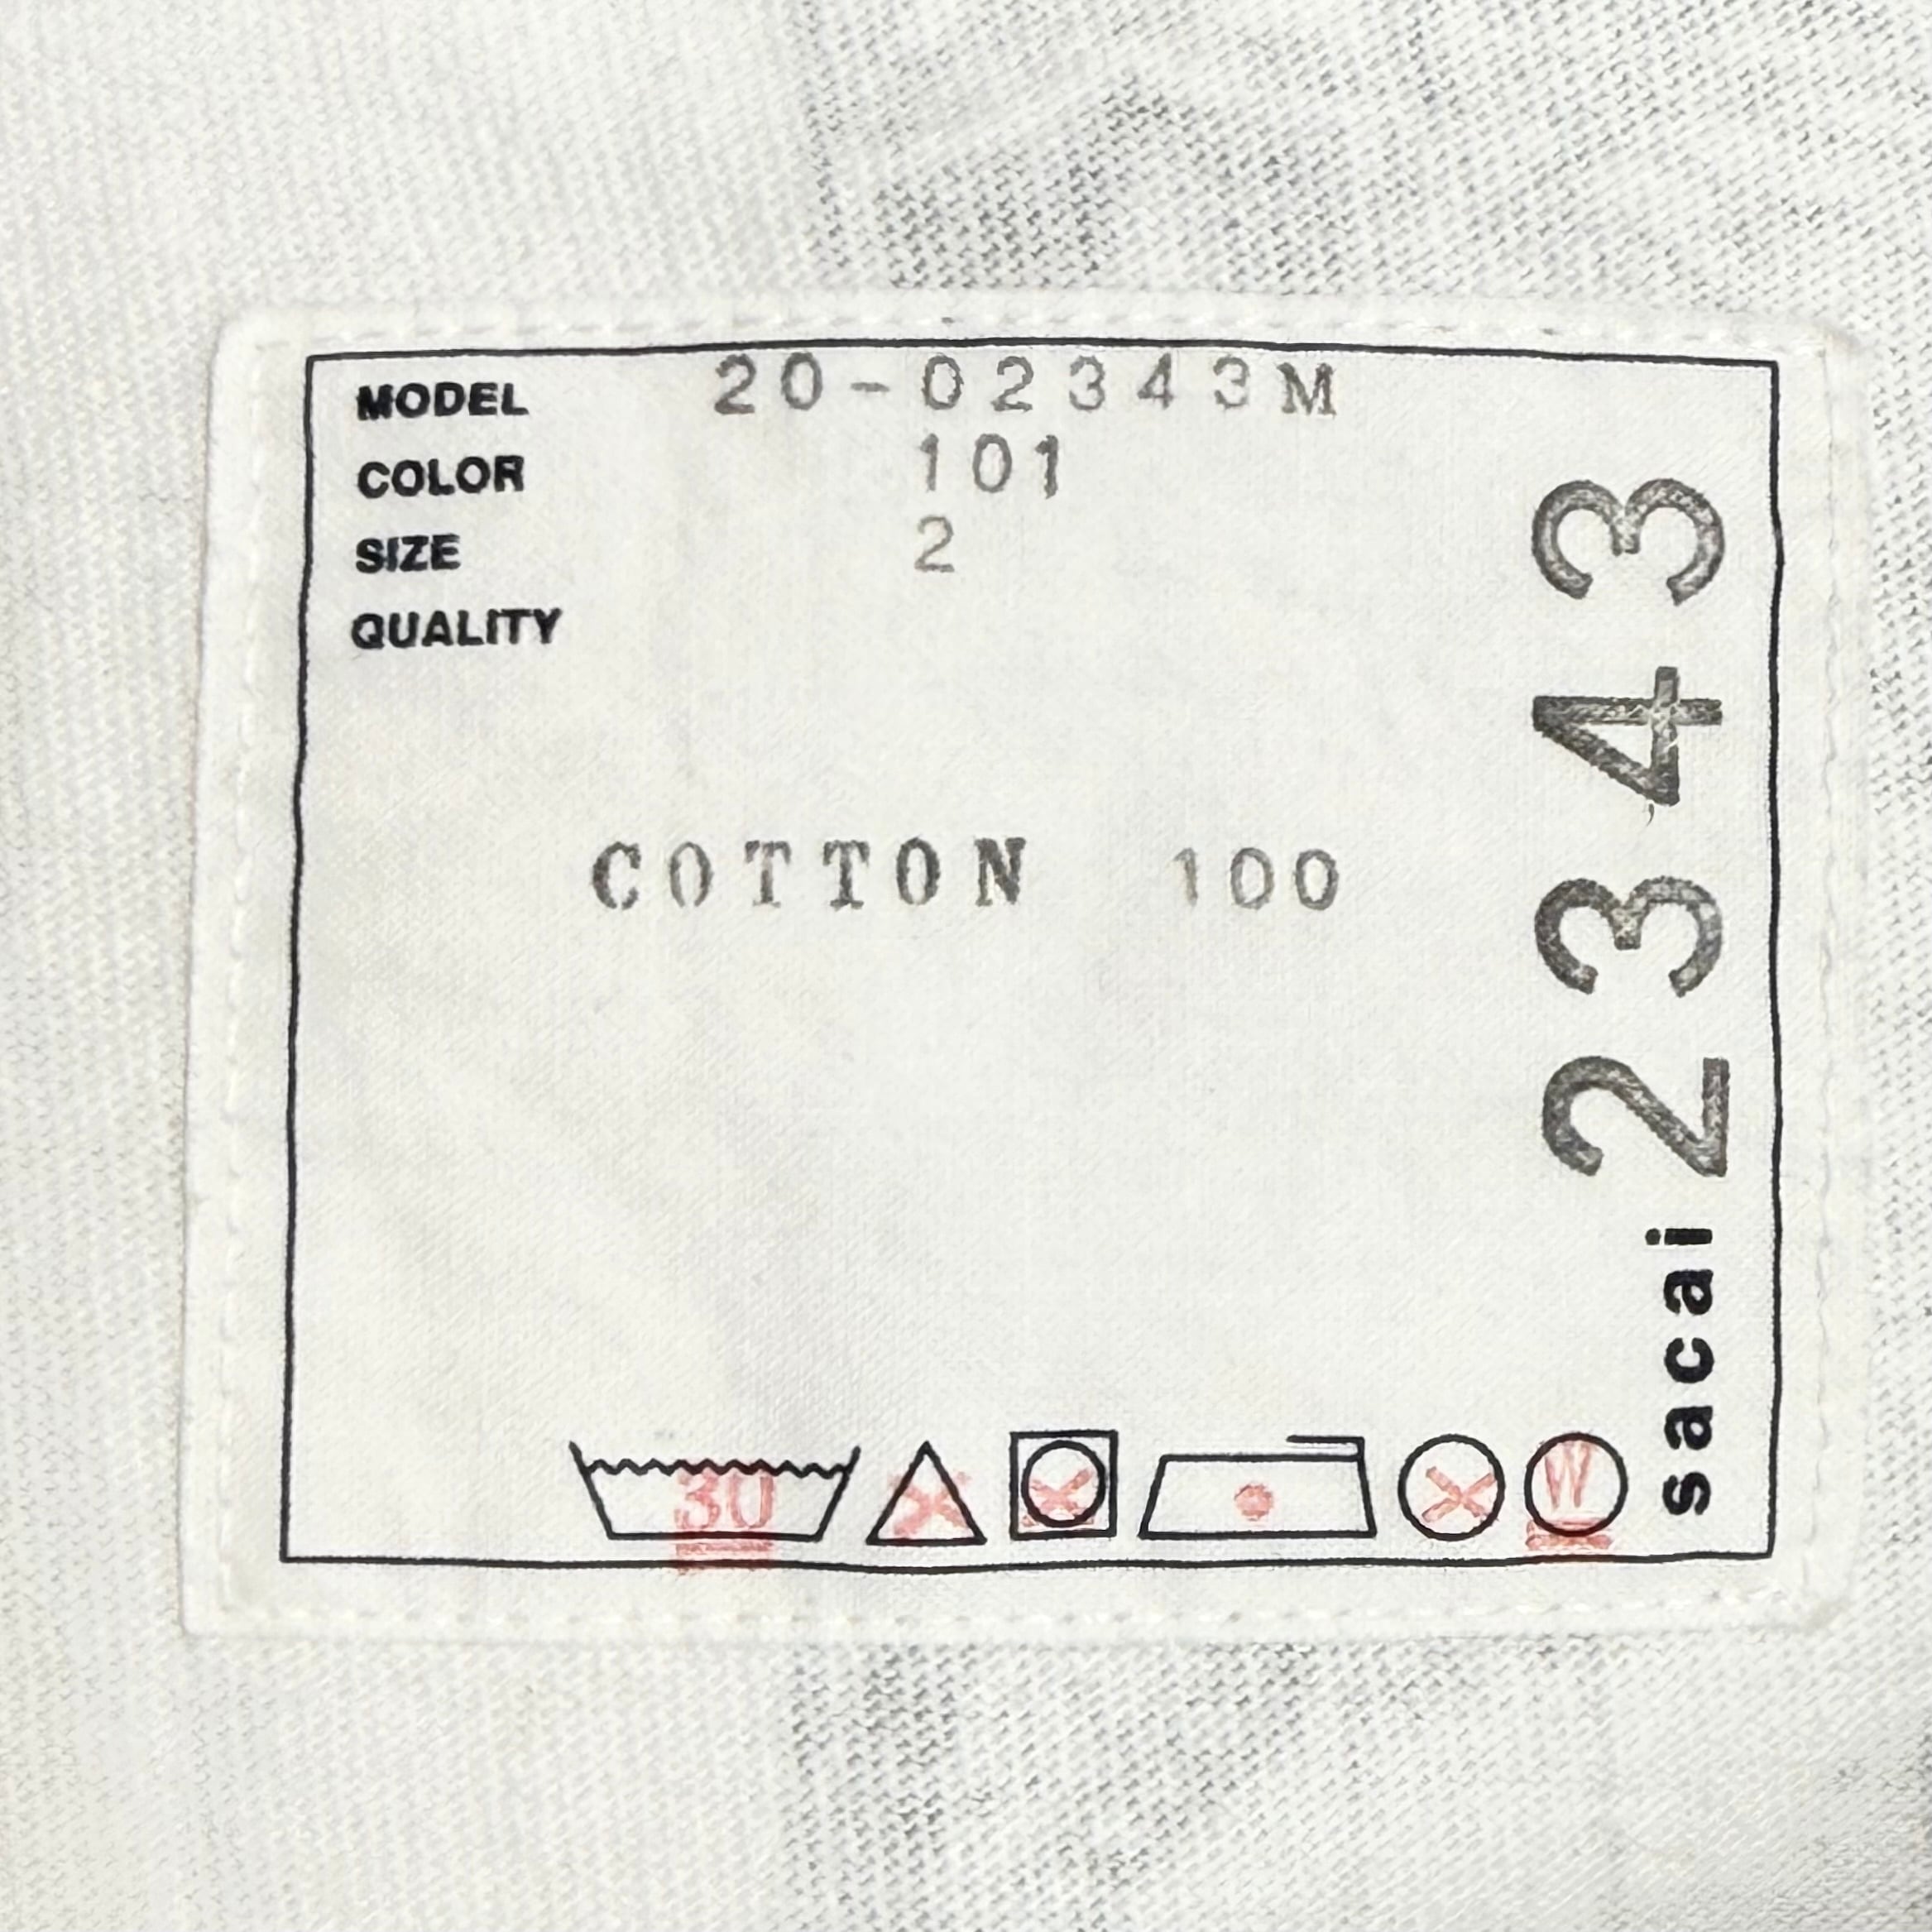 MODEL 20-02343M
COLOR 101
SIZE 2
QUALITY
COTTON 100
sacai 2343
30
W